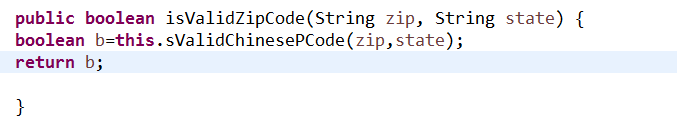 public boolean isValidZipCode(String zip, String state) {
boolean b=this.sValidChinesePCode(zip,state);
return b;
}